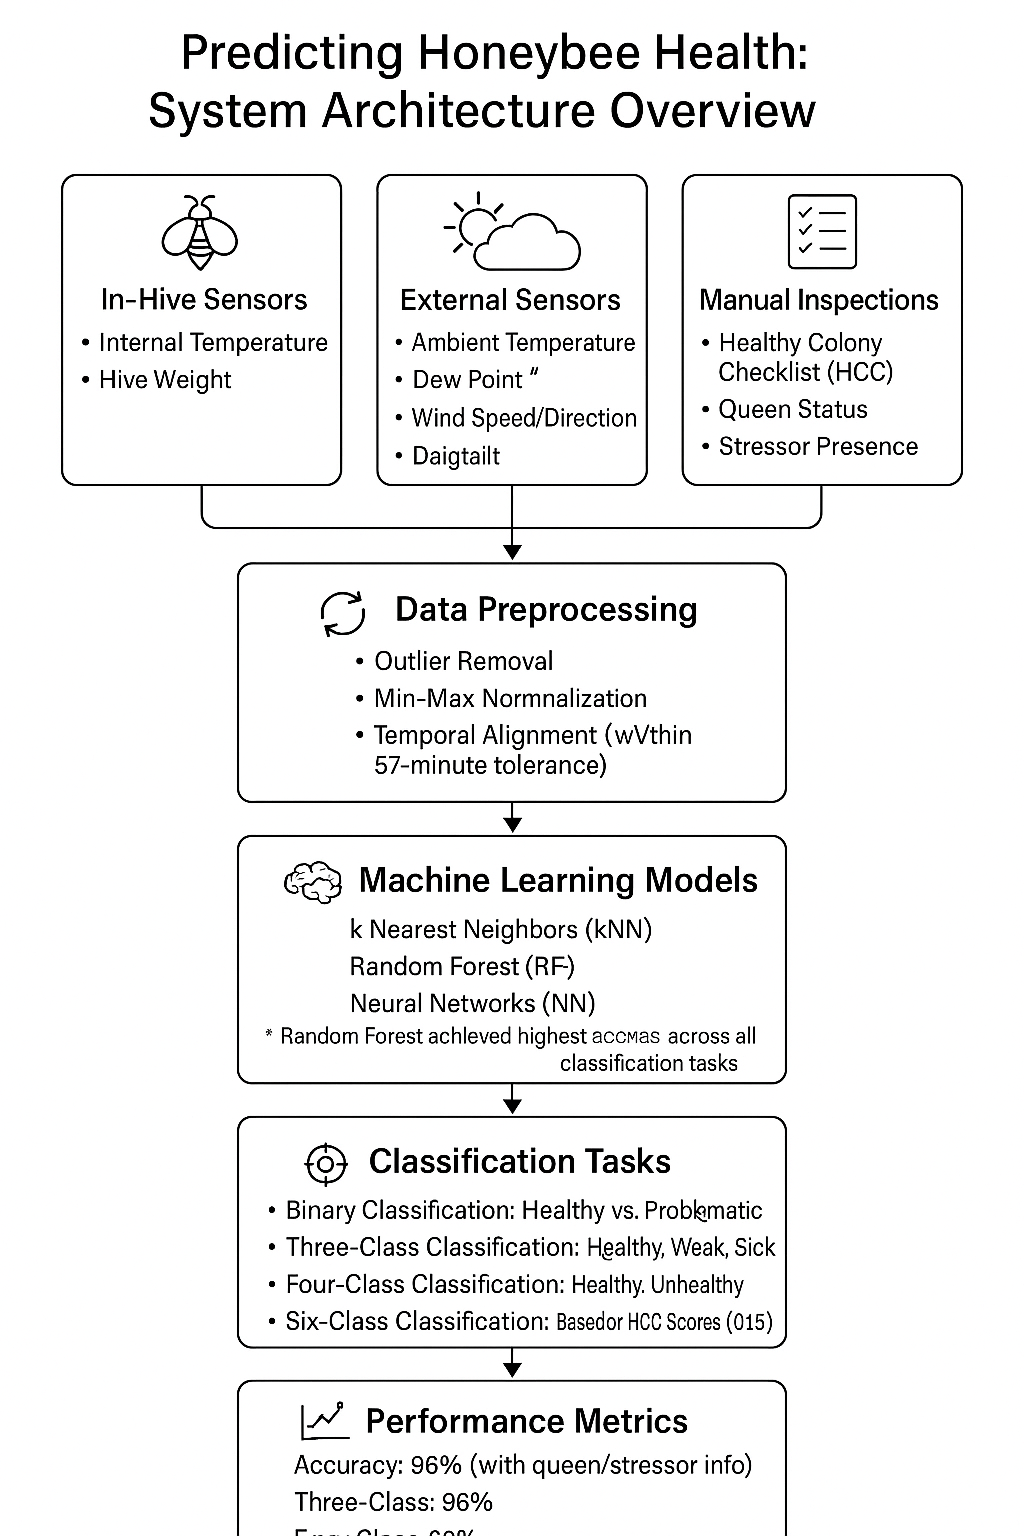 Predicting Honeybee Health:
System Architecture Overview
In-Hive Sensors
• Internal Temperature
• Hive Weight
External Sensors
• Ambient Temperature
• Dew Point "
• Wind Speed/Direction
• Daigtailt
Manual Inspections
• Healthy Colony
Checklist (HCC)
• Queen Status
• Stressor Presence
Data Preprocessing
• Outlier Removal
• Min-Max Normnalization
• Temporal Alignment (wVthin
57-minute tolerance)
Machine Learning Models
k Nearest Neighbors (kNN)
Random Forest (RF)
Neural Networks (NN)
* Random Forest achleved highest accmas across all
classification tasks
Classification Tasks
• Binary Classification: Healthy vs. Problematic
• Three-Class Classification: Healthy, Weak, Sick
• Four-Class Classification: Healthy. Unhealthy
• Six-Class Classification: Basedor HCC Scores (015)
Performance Metrics
Accuracy: 96% (with queen/stressor info)
Three-Class: 96%